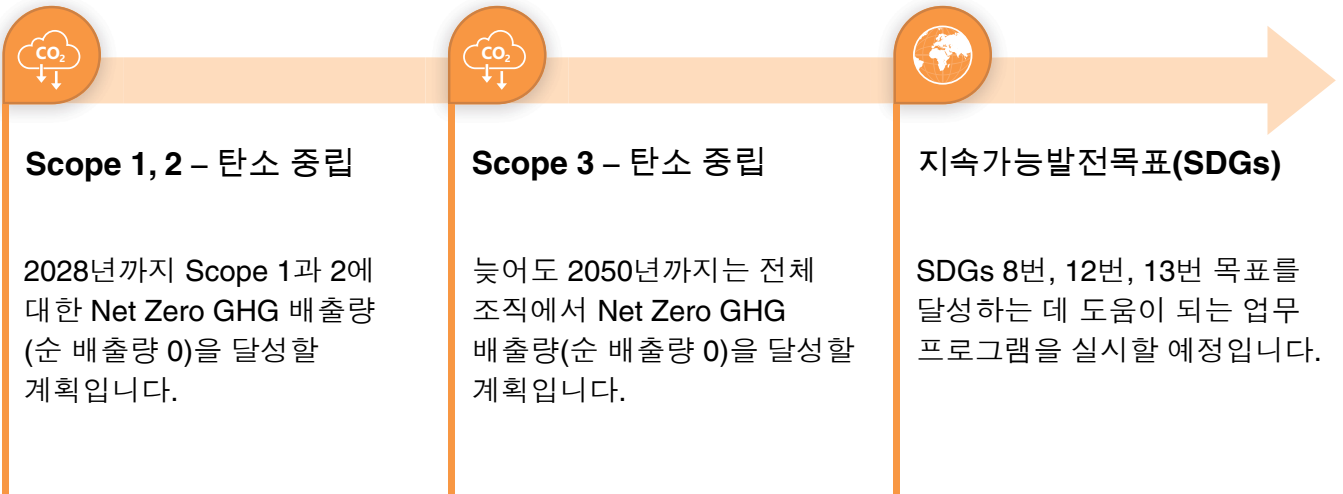 CO₂
CO₂
Scope 1, 2 – 탄소 중립
2028년까지 Scope 1과 2에
대한 Net Zero GHG 배출량
(순 배출량 0)을 달성할
계획입니다.
Scope 3 – 탄소 중립
늦어도 2050년까지는 전체
조직에서 Net Zero GHG
배출량(순 배출량 0)을 달성할
계획입니다.
지속가능발전목표(SDGs)
SDGs 8번, 12번, 13번 목표를
달성하는 데 도움이 되는 업무
프로그램을 실시할 예정입니다.